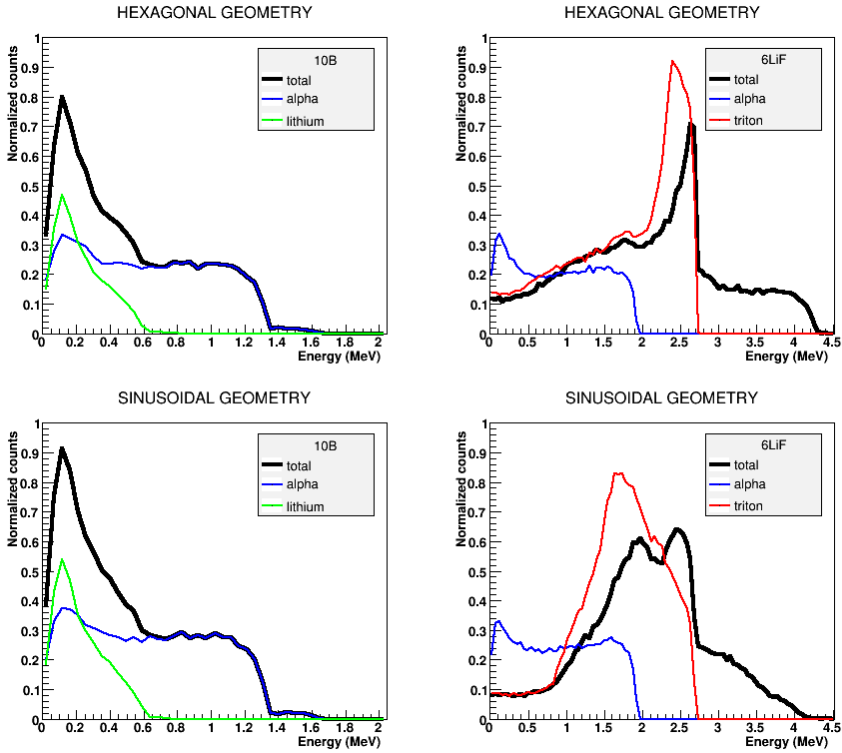 HEXAGONAL GEOMETRY
Normalized counts
1
0.9
0.8
0.7
0.6
0.5
0.4
0.3
0.2
0.1
0
10B
total
alpha
lithium
0 0.2 0.4 0.6 0.8 1 1.2 1.4 1.6 1.8 2
Energy (MeV)
HEXAGONAL GEOMETRY
Normalized counts
1
0.9
0.8
0.7
0.6
0.5
0.4
0.3
0.2
0.1
0
6LiF
total
alpha
triton
0 0.5 1 1.5 2 2.5 3 3.5 4 4.5
Energy (MeV)
SINUSOIDAL GEOMETRY
Normalized counts
1
0.9
0.8
0.7
0.6
0.5
0.4
0.3
0.2
0.1
0
10B
total
alpha
lithium
0 0.2 0.4 0.6 0.8 1 1.2 1.4 1.6 1.8 2
Energy (MeV)
SINUSOIDAL GEOMETRY
Normalized counts
1
0.9
0.8
0.7
0.6
0.5
0.4
0.3
0.2
0.1
0
6LiF
total
alpha
triton
0 0.5 1 1.5 2 2.5 3 3.5 4 4.5
Energy (MeV)